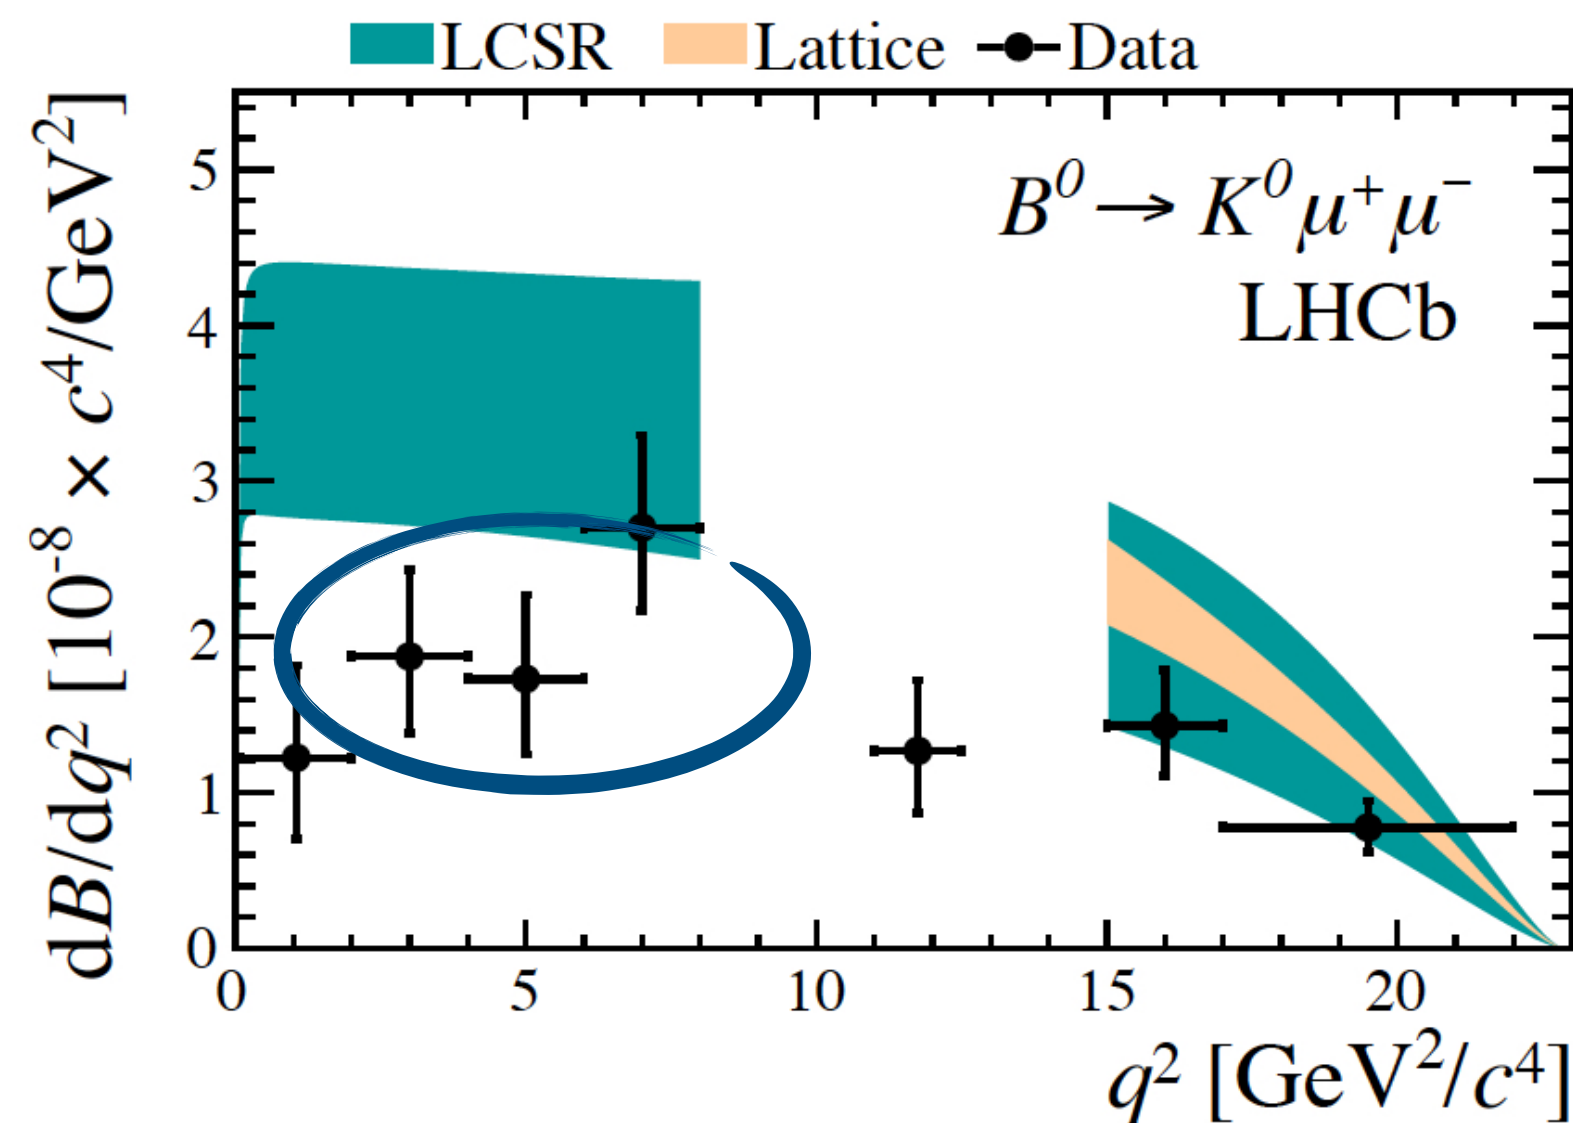 LCSR Lattice Data
B⁰ → K⁰ μ⁺ μ⁻
LHCb
dB/dq² [10⁻⁸ × c⁴/GeV²]
5
4
3
2
1
0
0 5 10 15 20
q² [GeV²/c⁴]